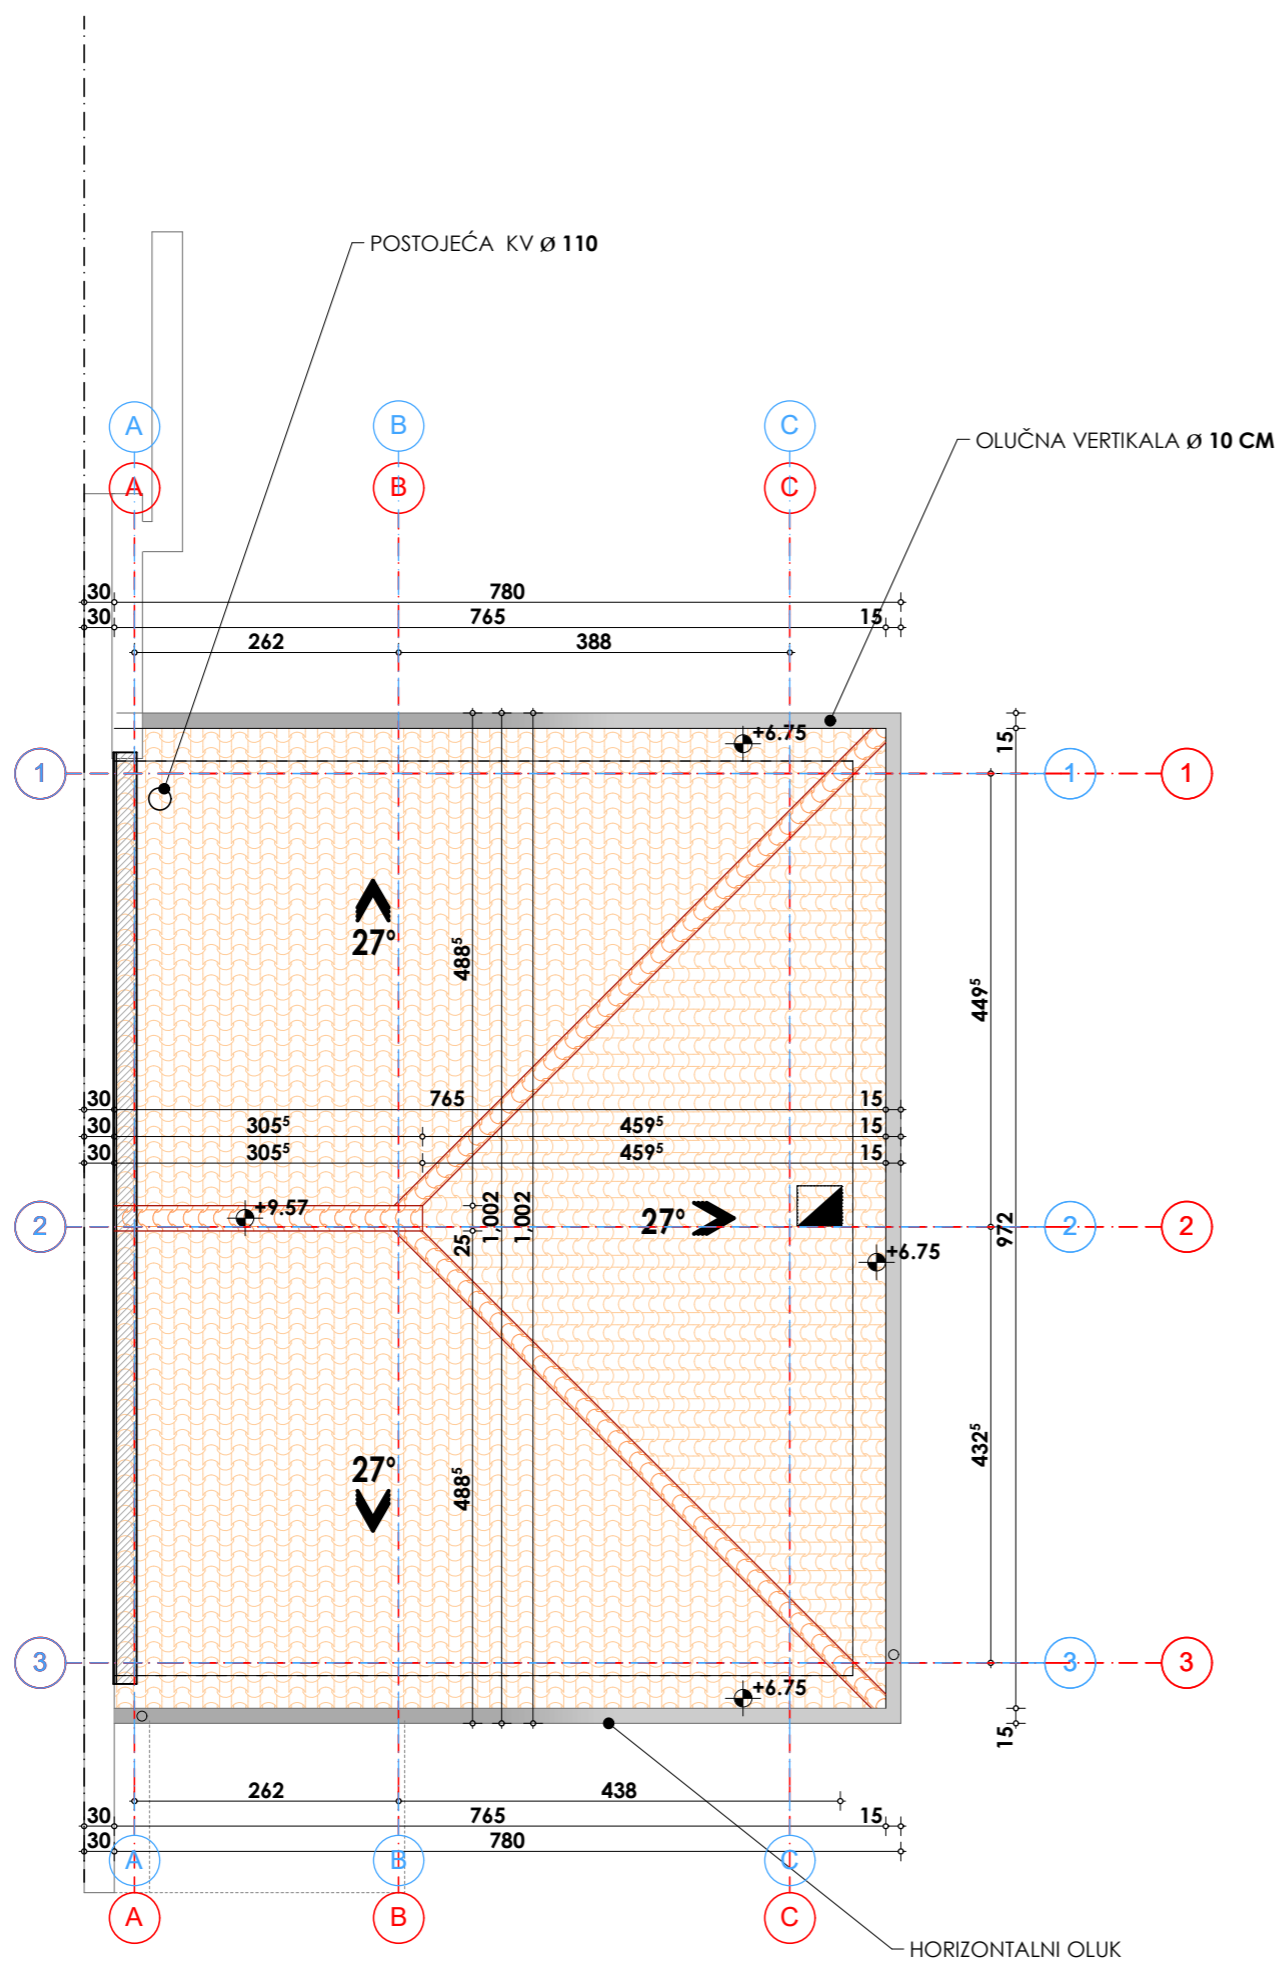 POSTOJEĆA KV Ø 110
A B C
OLUČNA VERTIKALA Ø 10 CM
A B C
30 780
30 765 15
262 388
+6.75
15
1 1 1
27°
488⁵
449⁵
30 765 15
30 305⁵ 459⁵ 15
30 305⁵ 459⁵ 15
+9.57
25
1,002
1,002
27°
2 2 2
972
+6.75
27°
488⁵
432⁵
3 3 3
+6.75
15
262 438
30 765 15
30 780
A B C
A B C
HORIZONTALNI OLUK